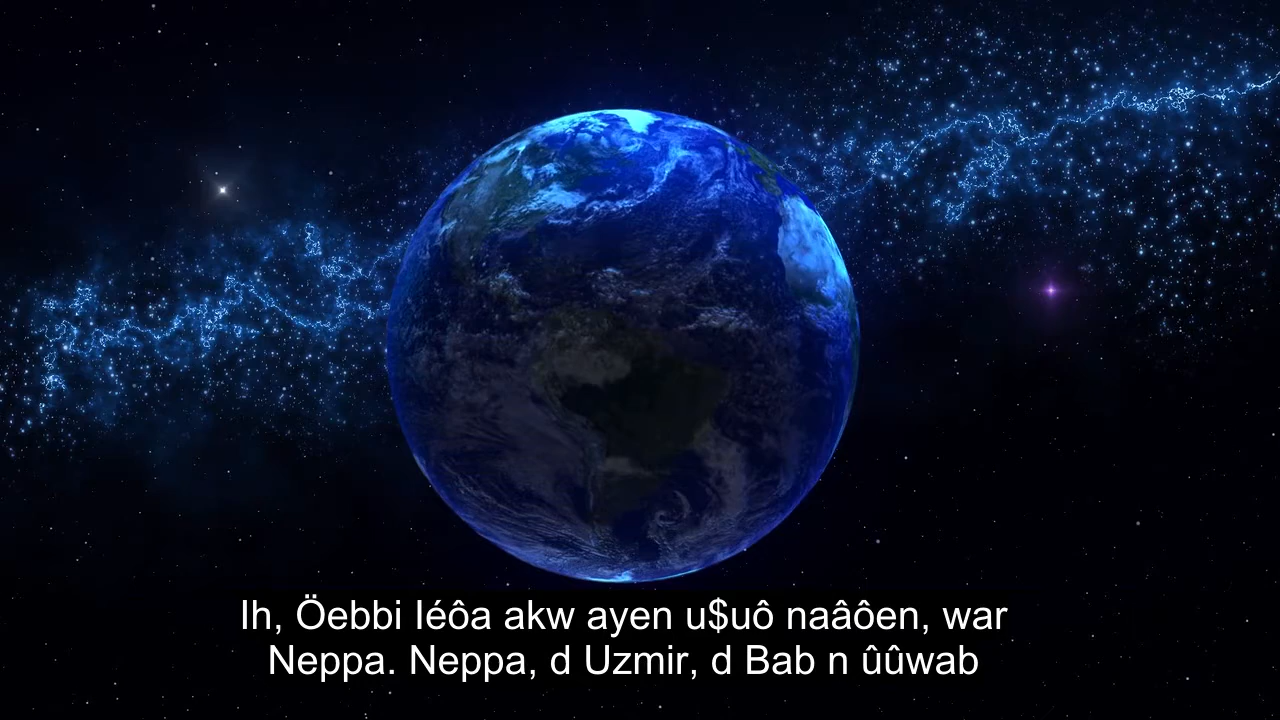 Ih, Öebbi Iéôa akw ayen u$uô naâôen, war
Neppa. Neppa, d Uzmir, d Bab n ûûwab